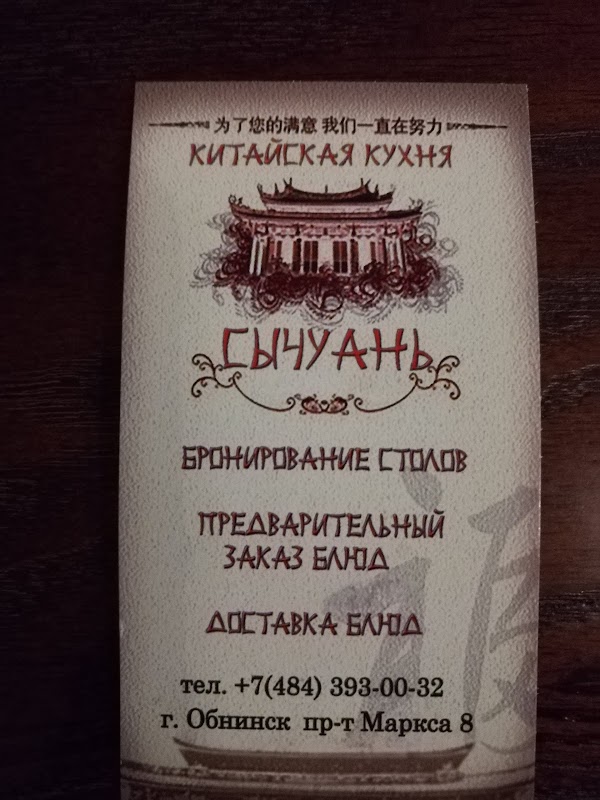 为了您的满意 我们一直在努力
КИТАЙСКАЯ КУХНЯ
СЫЧУАНЬ
БРОНИРОВАНИЕ СТОЛОВ
ПРЕДВАРИТЕЛЬНЫЙ
ЗАКАЗ БЛЮД
ДОСТАВКА БЛЮД
тел. +7(484) 393-00-32
г. Обнинск пр-т Маркса 8